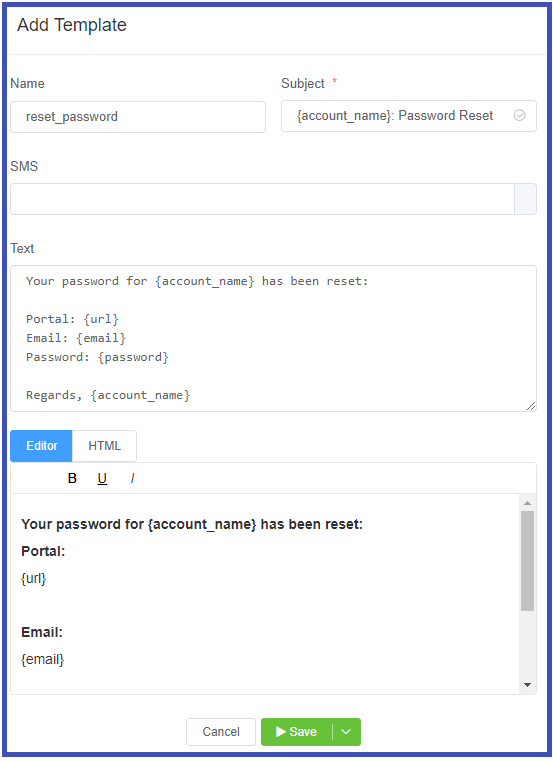 Add Template
Name
Subject *
reset_password
{account_name}: Password Reset
SMS
Text
Your password for {account_name} has been reset:
Portal: {url}
Email: {email}
Password: {password}
Regards, {account_name}
Editor HTML
B U I
Your password for {account_name} has been reset:
Portal:
{url}
Email:
{email}
Cancel Save